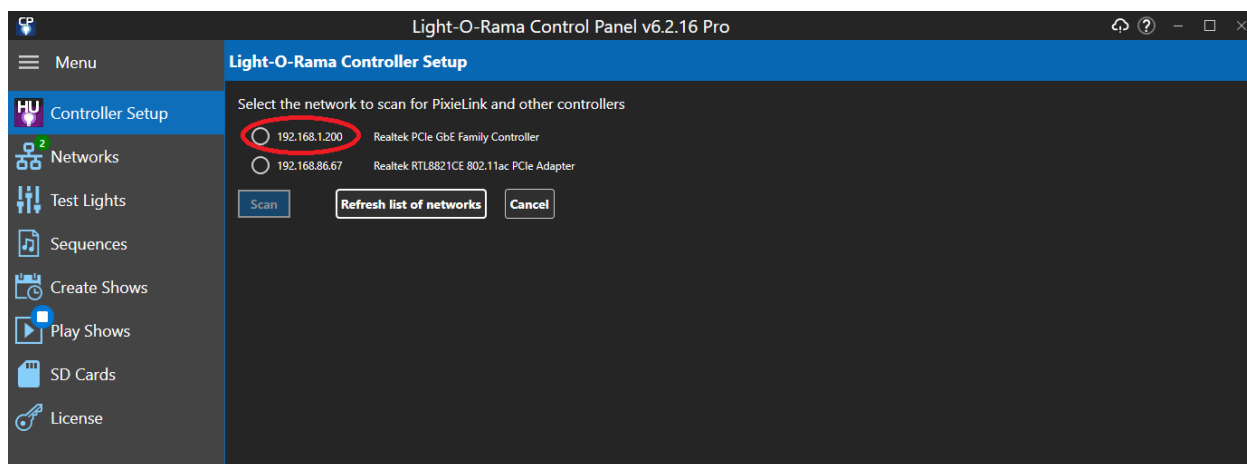 CP
Light-O-Rama Control Panel v6.2.16 Pro
?
Menu
Light-O-Rama Controller Setup
HU
Controller Setup
2
Networks
Test Lights
Sequences
Create Shows
Play Shows
SD Cards
License
Select the network to scan for PixieLink and other controllers
192.168.1.200 Realtek PCIe GbE Family Controller
192.168.86.67 Realtek RTL8821CE 802.11ac PCIe Adapter
Scan Refresh list of networks Cancel